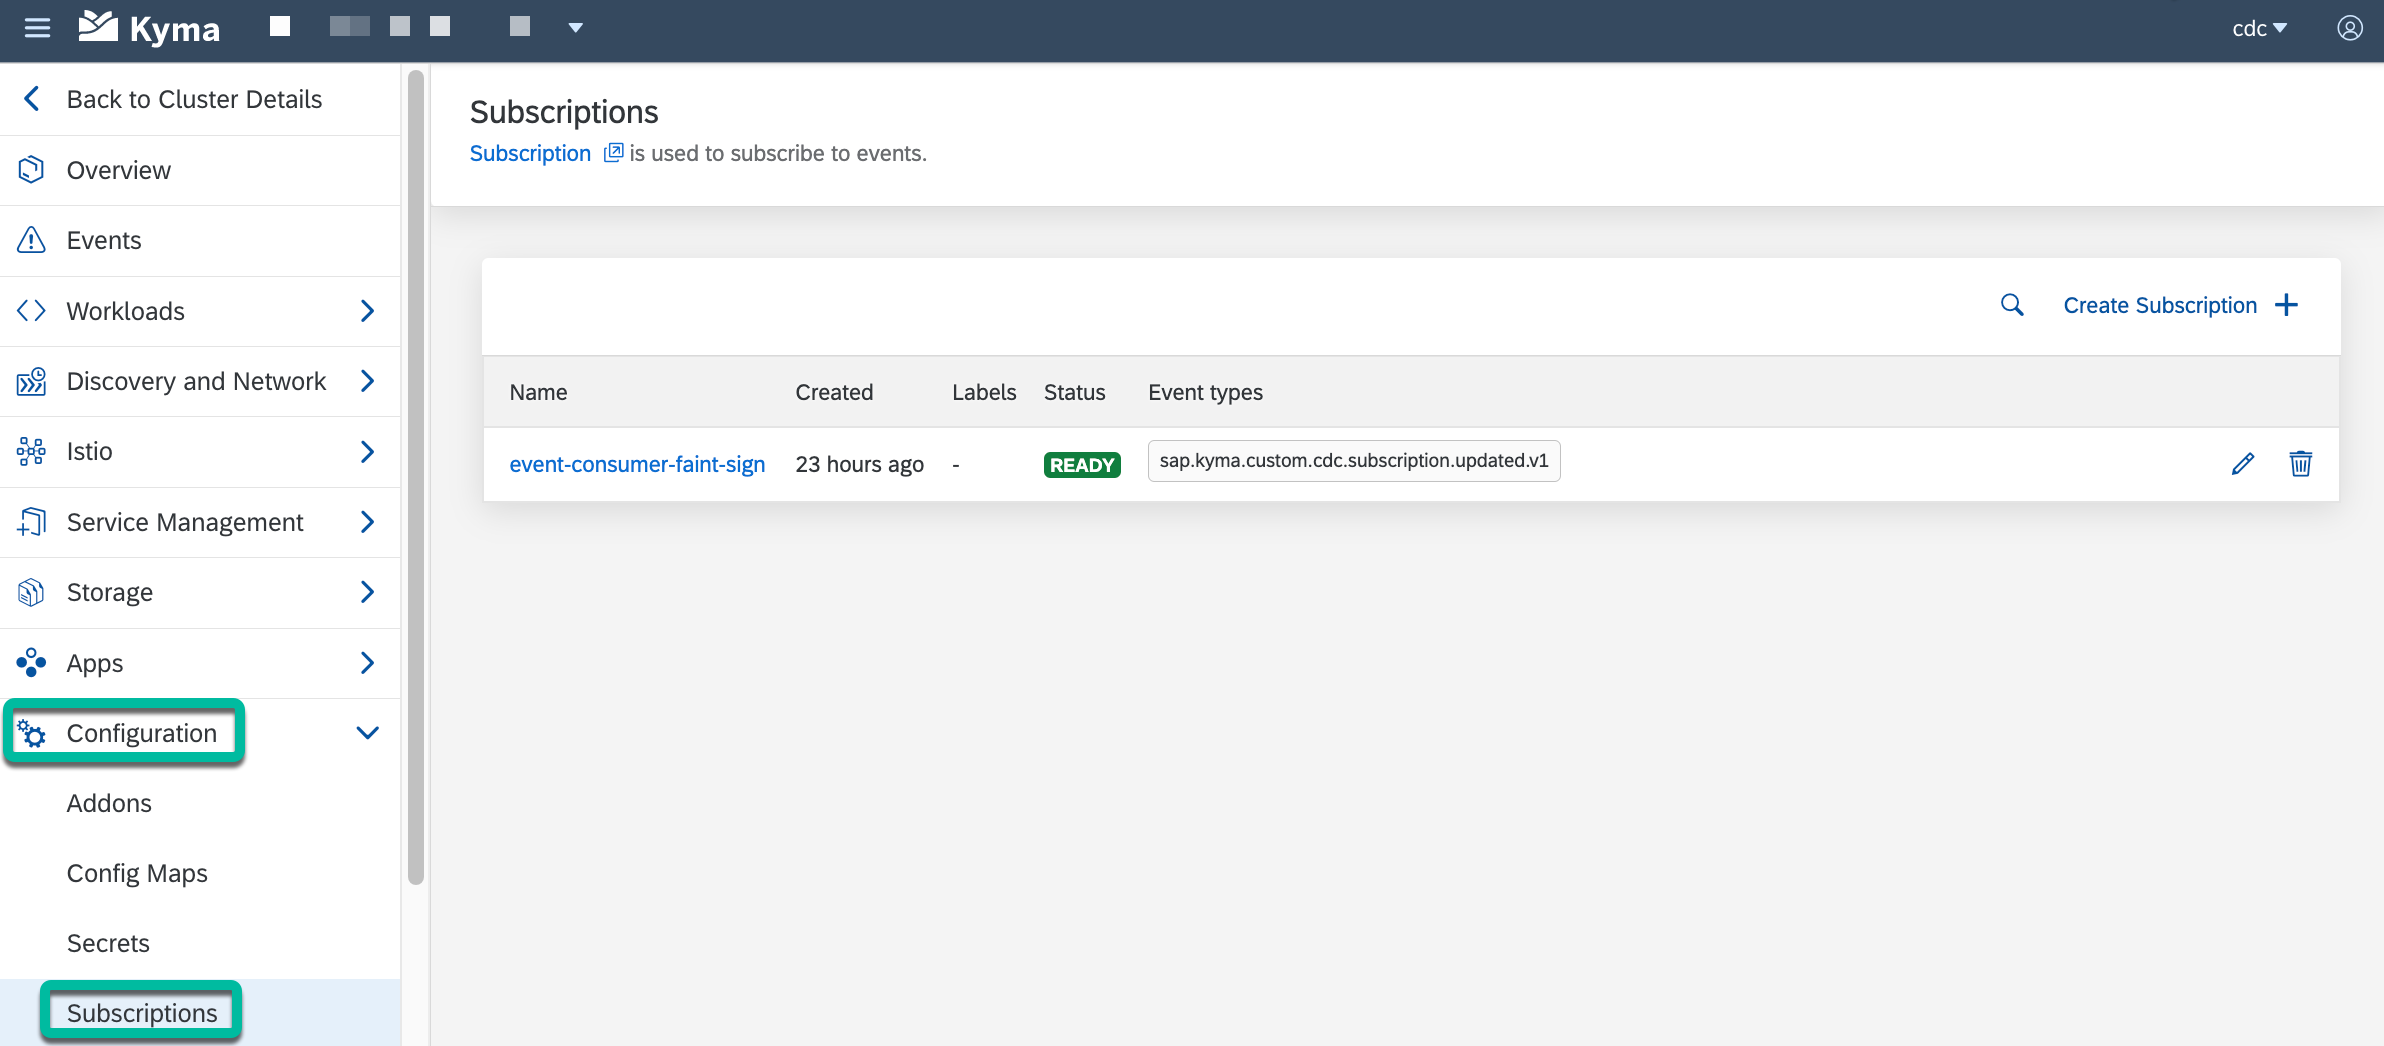 Kyma
cdc
Back to Cluster Details
Overview
Events
Workloads
Discovery and Network
Istio
Service Management
Storage
Apps
Configuration
Addons
Config Maps
Secrets
Subscriptions
Subscriptions
Subscription is used to subscribe to events.
Create Subscription
Name Created Labels Status Event types
event-consumer-faint-sign 23 hours ago - READY sap.kyma.custom.cdc.subscription.updated.v1